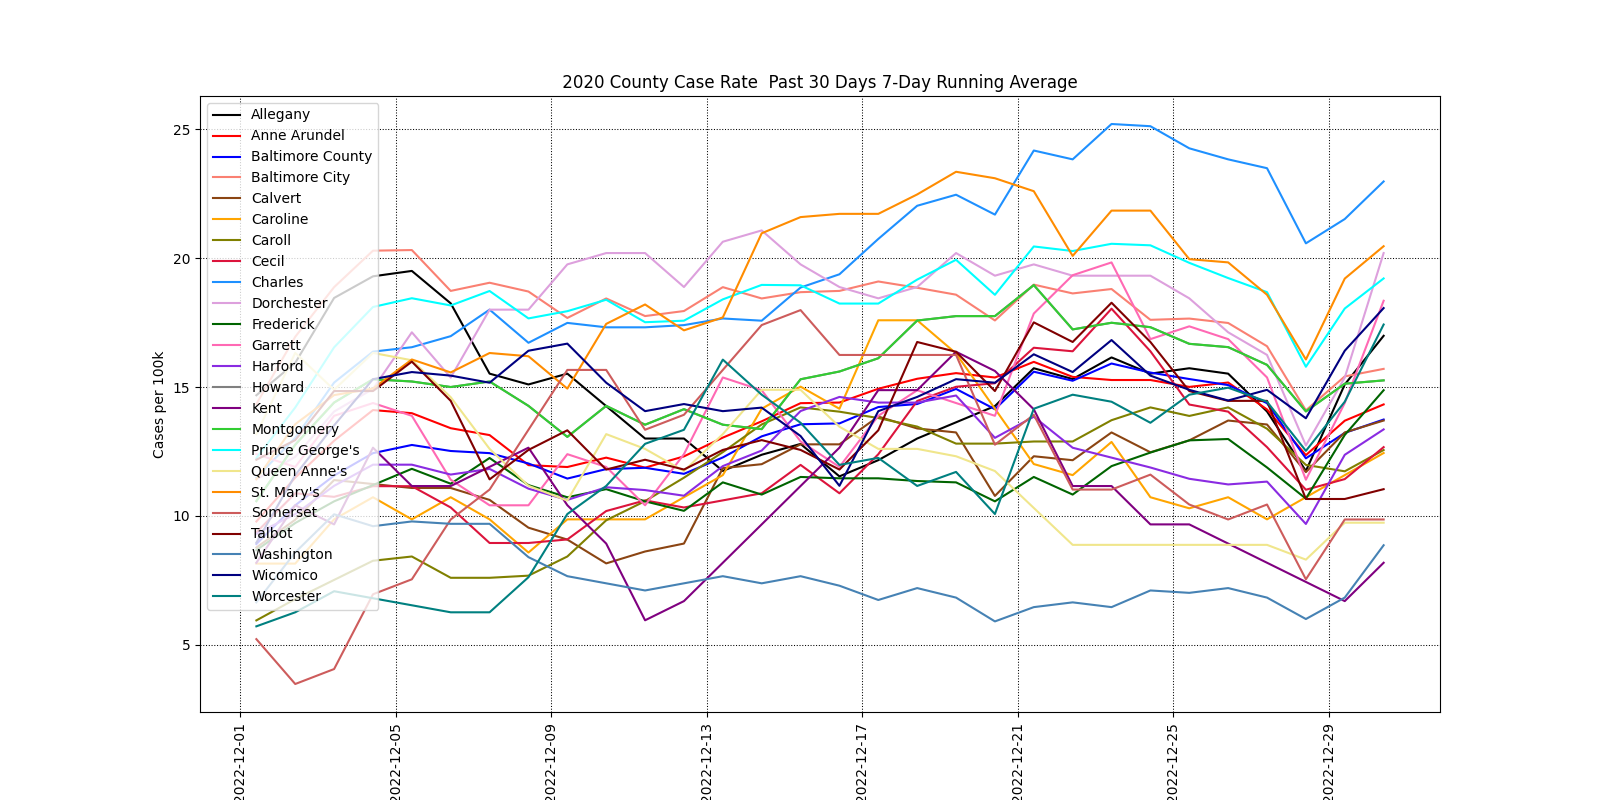 2020 County Case Rate  Past 30 Days 7-Day Running Average
Cases per 100k
25
20
15
10
5
Allegany
Anne Arundel
Baltimore County
Baltimore City
Calvert
Caroline
Caroll
Cecil
Charles
Dorchester
Frederick
Garrett
Harford
Howard
Kent
Montgomery
Prince George's
Queen Anne's
St. Mary's
Somerset
Talbot
Washington
Wicomico
Worcester
2022-12-01
2022-12-05
2022-12-09
2022-12-13
2022-12-17
2022-12-21
2022-12-25
2022-12-29